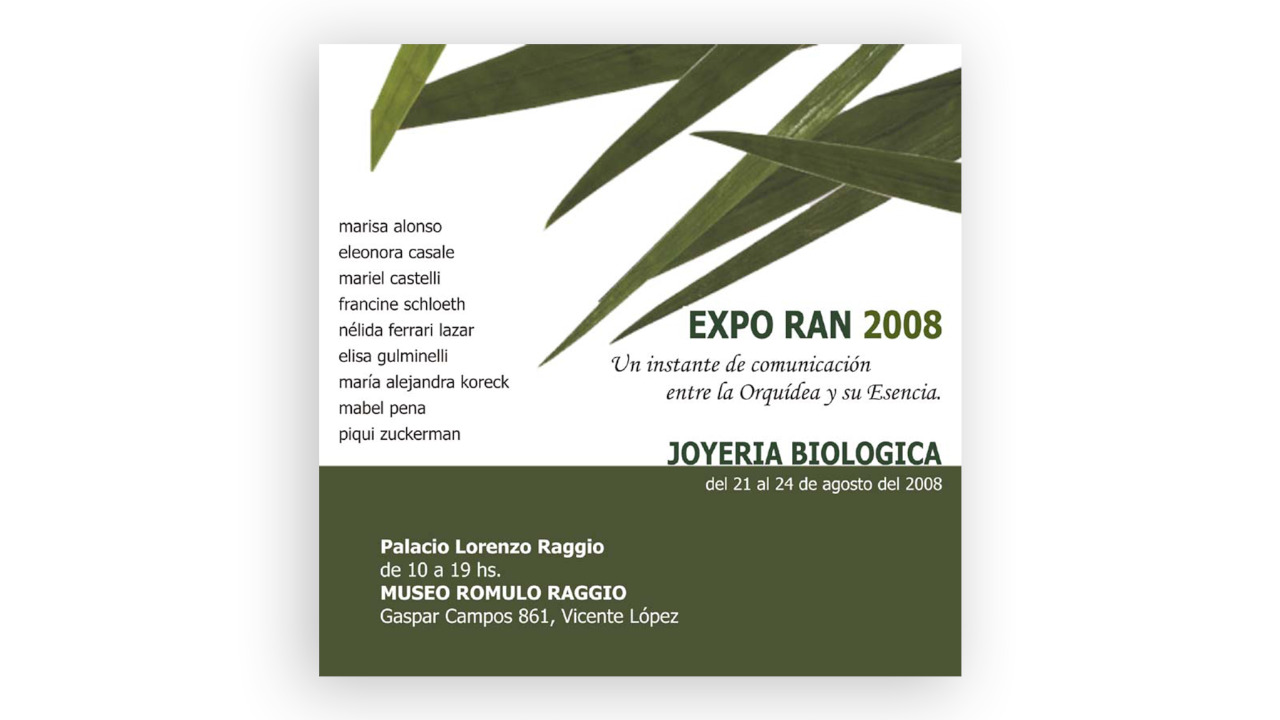 marisa alonso
eleonora casale
mariel castelli
francine schloeth
nélida ferrari lazar
elisa gulminelli
maría alejandra koreck
mabel pena
piqui zuckerman
EXPO RAN 2008
Un instante de comunicación
entre la Orquídea y su Esencia.
JOYERIA BIOLOGICA
del 21 al 24 de agosto del 2008
Palacio Lorenzo Raggio
de 10 a 19 hs.
MUSEO ROMULO RAGGIO
Gaspar Campos 861, Vicente López